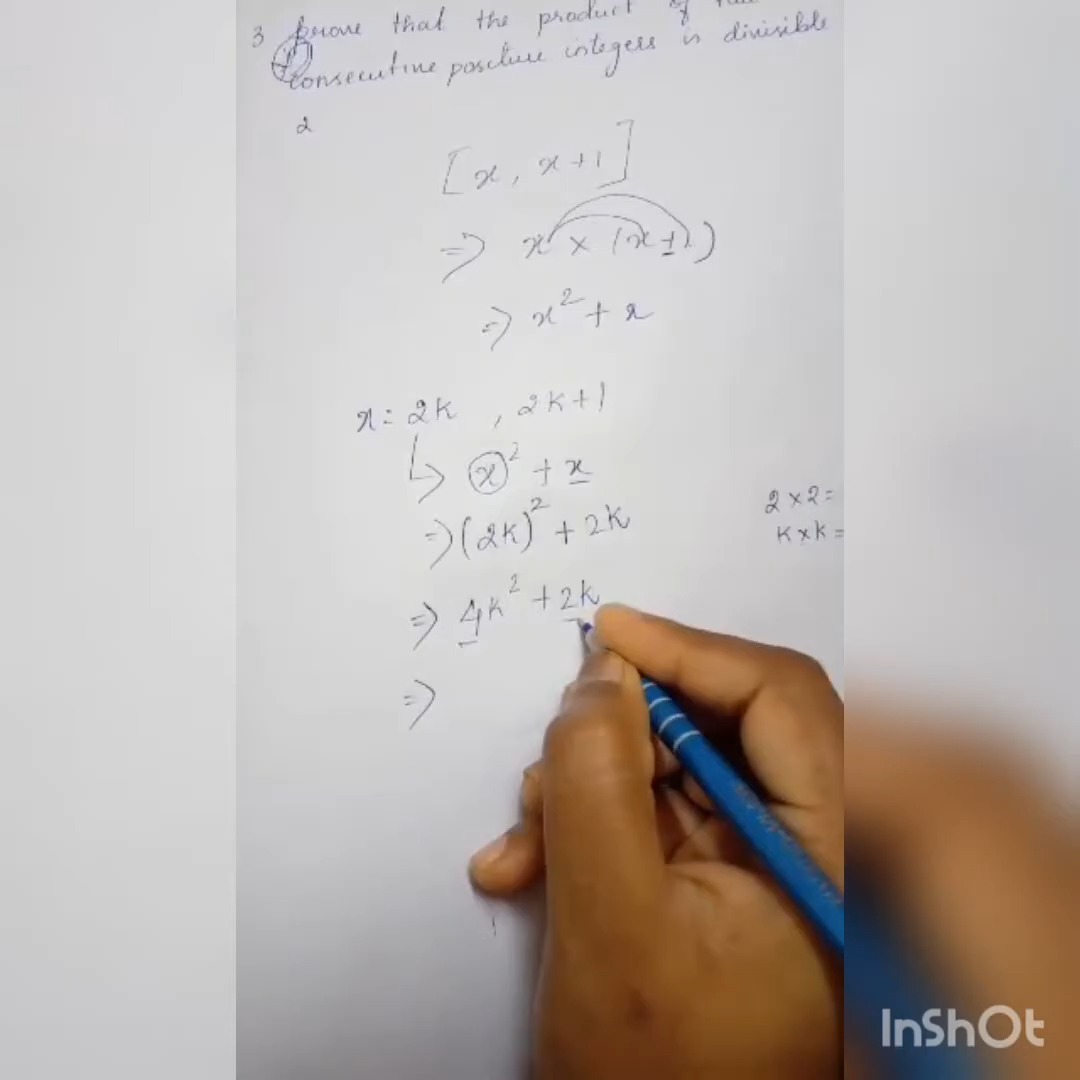 3 prove that the product of
consecutive positive integers is divisible
2
[x, x+1]
=> x × (x+1)
=> x² + x
x = 2k , 2k+1
=> x² + x
=> (2k)² + 2k
2×2=
k×k=
=> 4k² + 2k
=>
InShOt